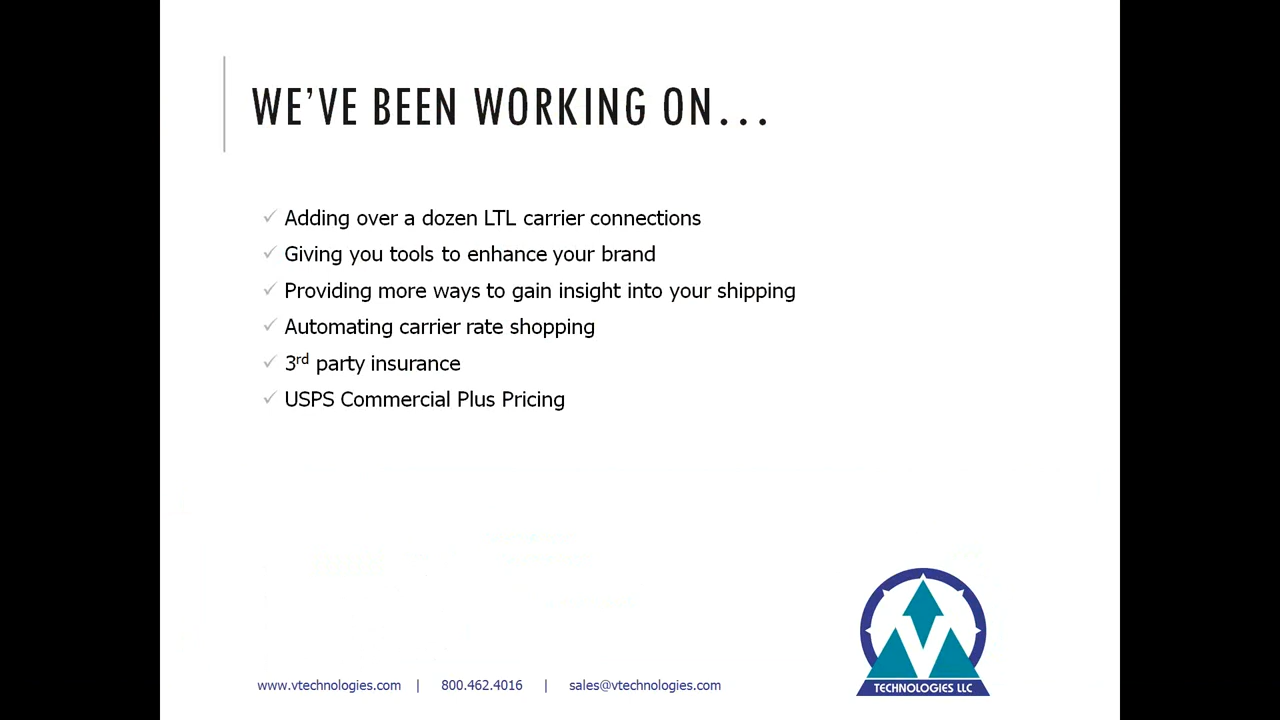 WE'VE BEEN WORKING ON...
Adding over a dozen LTL carrier connections
Giving you tools to enhance your brand
Providing more ways to gain insight into your shipping
Automating carrier rate shopping
3rd party insurance
USPS Commercial Plus Pricing
www.vtechnologies.com | 800.462.4016 | sales@vtechnologies.com
V
TECHNOLOGIES LLC